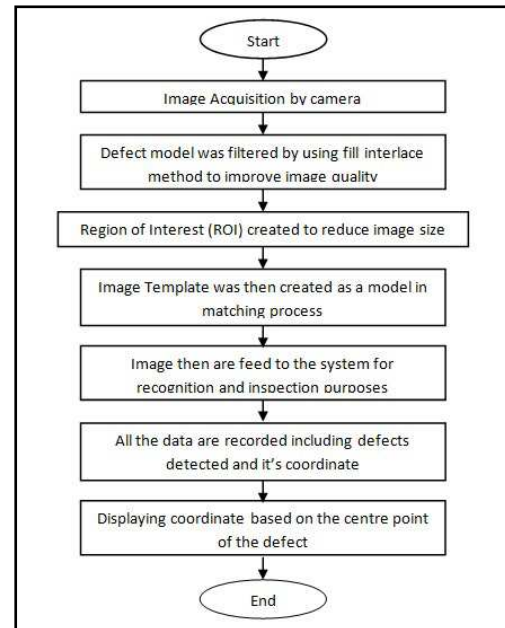 Start
Image Acquisition by camera
Defect model was filtered by using fill interlace
method to improve image quality
Region of Interest (ROI) created to reduce image size
Image Template was then created as a model in
matching process
Image then are feed to the system for
recognition and inspection purposes
All the data are recorded including defects
detected and it's coordinate
Displaying coordinate based on the centre point
of the defect
End